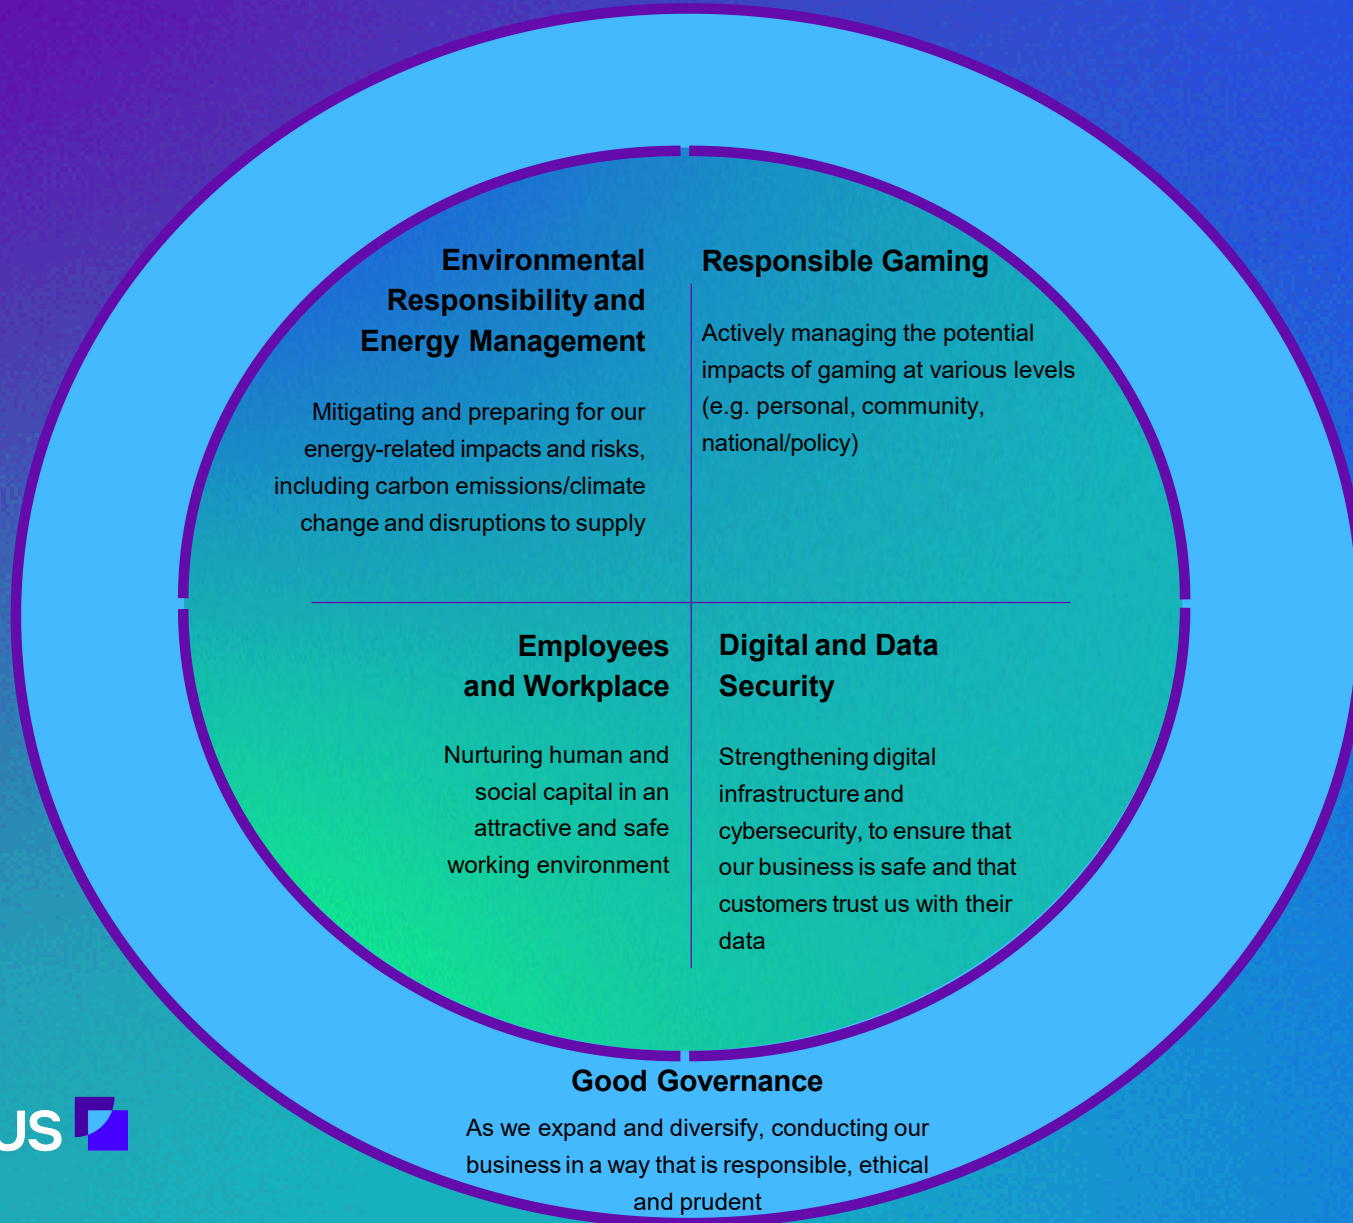 Environmental
Responsibility and
Energy Management
Mitigating and preparing for our
energy-related impacts and risks,
including carbon emissions/climate
change and disruptions to supply
Responsible Gaming
Actively managing the potential
impacts of gaming at various levels
(e.g. personal, community,
national/policy)
Employees
and Workplace
Nurturing human and
social capital in an
attractive and safe
working environment
Digital and Data
Security
Strengthening digital
infrastructure and
cybersecurity, to ensure that
our business is safe and that
customers trust us with their
data
Good Governance
As we expand and diversify, conducting our
business in a way that is responsible, ethical
and prudent
US